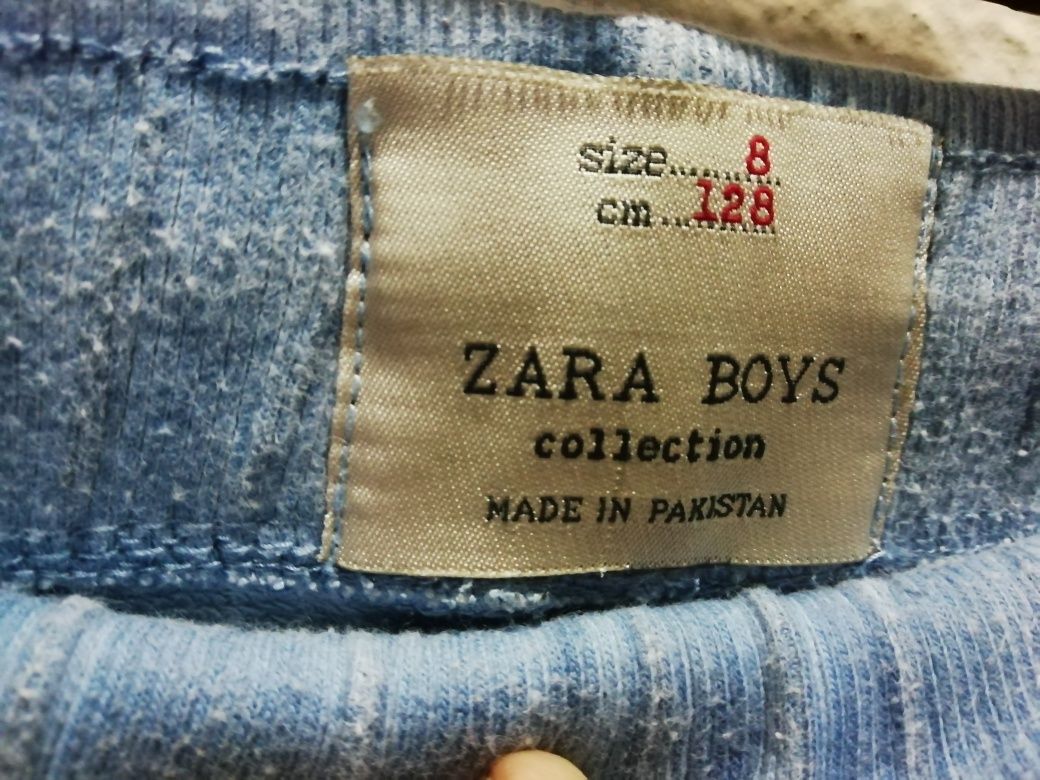 size........8
cm...128
ZARA BOYS
collection
MADE IN PAKISTAN